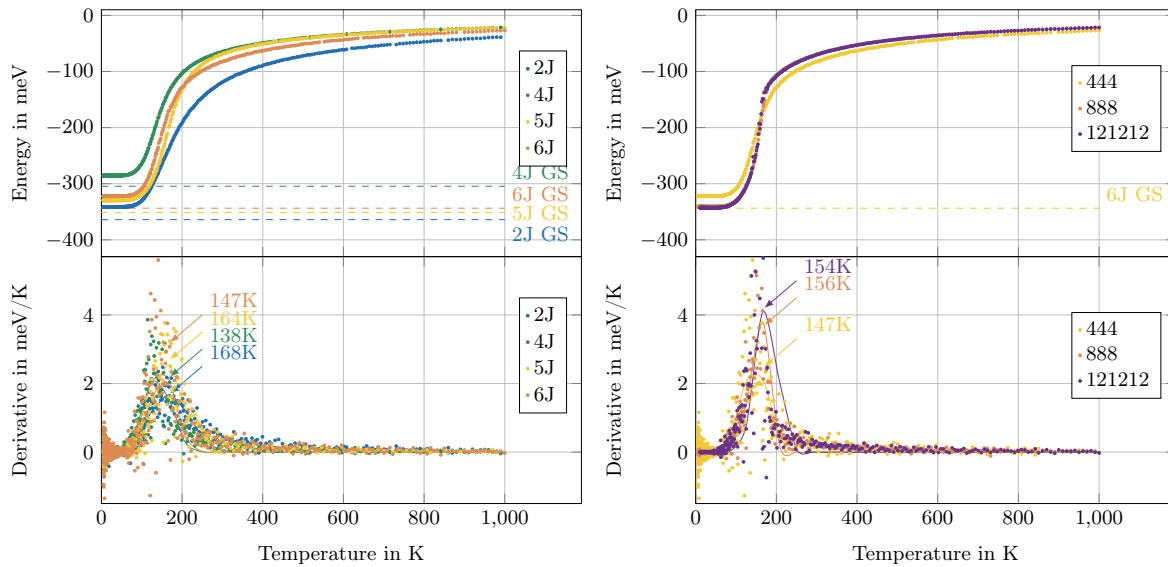 0
−100
−200
−300
−400
Energy in meV
2J
4J
5J
6J
4J GS
6J GS
5J GS
2J GS
0
2
4
Derivative in meV/K
147K
164K
138K
168K
2J
4J
5J
6J
0
200
400
600
800
1,000
Temperature in K
0
−100
−200
−300
−400
Energy in meV
444
888
121212
6J GS
0
2
4
Derivative in meV/K
154K
156K
147K
444
888
121212
0
200
400
600
800
1,000
Temperature in K